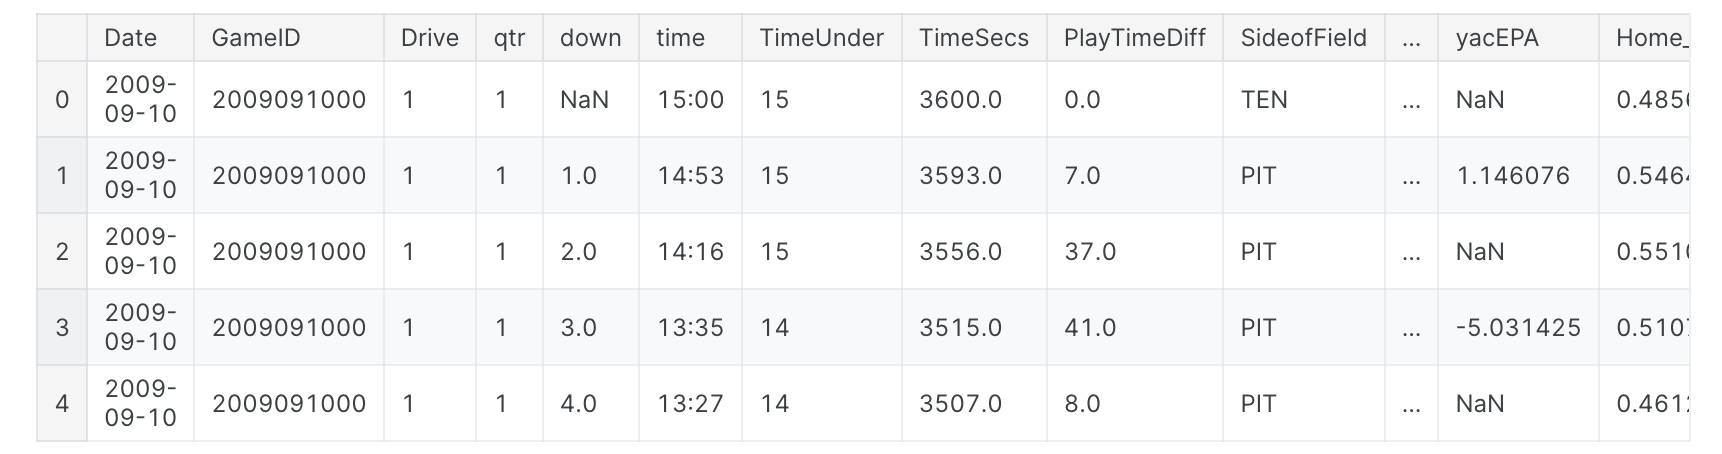 Date GameID Drive qtr down time TimeUnder TimeSecs PlayTimeDiff SideofField ... yacEPA Home_
0 2009-09-10 2009091000 1 1 NaN 15:00 15 3600.0 0.0 TEN ... NaN 0.485
1 2009-09-10 2009091000 1 1 1.0 14:53 15 3593.0 7.0 PIT ... 1.146076 0.546
2 2009-09-10 2009091000 1 1 2.0 14:16 15 3556.0 37.0 PIT ... NaN 0.551
3 2009-09-10 2009091000 1 1 3.0 13:35 14 3515.0 41.0 PIT ... -5.031425 0.510
4 2009-09-10 2009091000 1 1 4.0 13:27 14 3507.0 8.0 PIT ... NaN 0.461